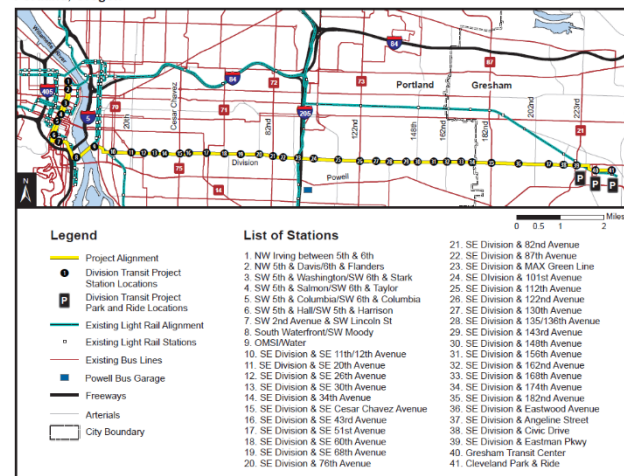 Willamette River
405
5
84
84
205
20th
Cesar Chavez
82nd
122nd
148th
162nd
182nd
202nd
223rd
70
75
71
72
14
73
87
21
Portland
Gresham
Division
Powell
N
P P P
Miles
0 0.5 1 2
Legend
Project Alignment
1 Division Transit Project
Station Locations
P Division Transit Project
Park and Ride Locations
Existing Light Rail Alignment
Existing Light Rail Stations
Existing Bus Lines
Powell Bus Garage
Freeways
Arterials
City Boundary
List of Stations
1. NW Irving between 5th & 6th
2. NW 5th & Davis/6th & Flanders
3. SW 5th & Washington/SW 6th & Stark
4. SW 5th & Salmon/SW 6th & Taylor
5. SW 5th & Columbia/SW 6th & Columbia
6. SW 5th & Hall/SW 5th & Harrison
7. SW 2nd Avenue & SW Lincoln St
8. South Waterfront/SW Moody
9. OMSI/Water
10. SE Division & SE 11th/12th Avenue
11. SE Division & SE 20th Avenue
12. SE Division & SE 26th Avenue
13. SE Division & SE 30th Avenue
14. SE Division & 34th Avenue
15. SE Division & SE Cesar Chavez Avenue
16. SE Division & SE 43rd Avenue
17. SE Division & SE 51st Avenue
18. SE Division & SE 60th Avenue
19. SE Division & SE 68th Avenue
20. SE Division & 76th Avenue
21. SE Division & 82nd Avenue
22. SE Division & 87th Avenue
23. SE Division & MAX Green Line
24. SE Division & 101st Avenue
25. SE Division & 112th Avenue
26. SE Division & 122nd Avenue
27. SE Division & 130th Avenue
28. SE Division & 135/136th Avenue
29. SE Division & 143rd Avenue
30. SE Division & 148th Avenue
31. SE Division & 156th Avenue
32. SE Division & 162nd Avenue
33. SE Division & 168th Avenue
34. SE Division & 174th Avenue
35. SE Division & 182nd Avenue
36. SE Division & Eastwood Avenue
37. SE Division & Angeline Street
38. SE Division & Civic Drive
39. SE Division & Eastman Pkwy
40. Gresham Transit Center
41. Cleveland Park & Ride